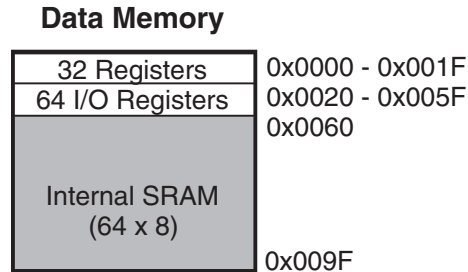 Data Memory
32 Registers 0x0000 - 0x001F
64 I/O Registers 0x0020 - 0x005F
0x0060
Internal SRAM
(64 x 8)
0x009F